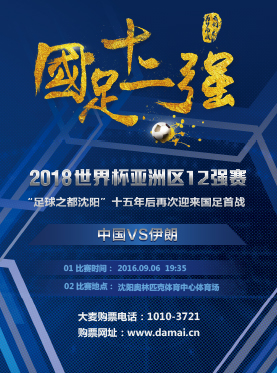 國足十二强
2018世界杯亚洲区12强赛
“足球之都沈阳”十五年后再次迎来国足首战
中国VS伊朗
01 比赛时间： 2016.09.06 19:35
02 比赛地点： 沈阳奥林匹克体育中心体育场
大麦购票电话：1010-3721
购票网址：www.damai.cn